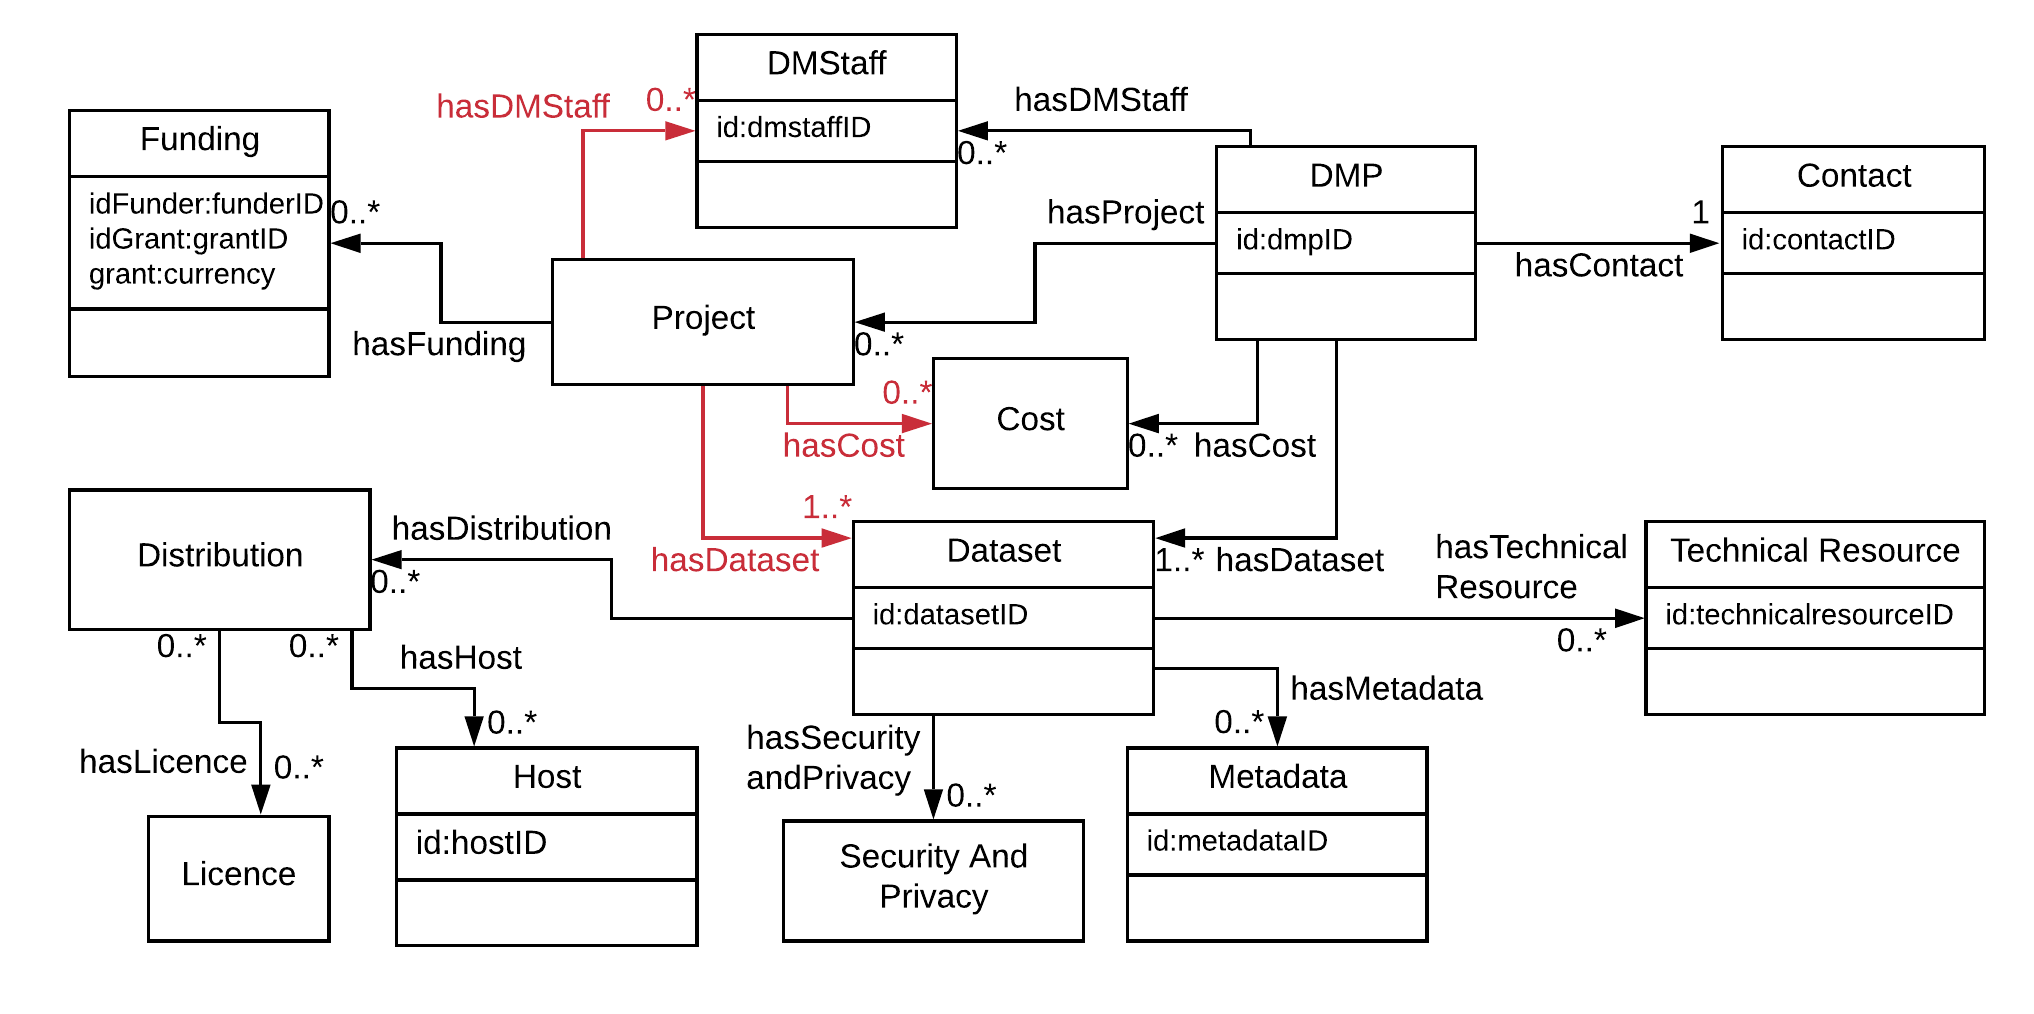 DMStaff
id:dmstaffID
hasDMStaff
0..*
hasDMStaff
0..*
Funding
idFunder:funderID
idGrant:grantID
grant:currency
0..*
hasFunding
DMP
id:dmpID
hasProject
0..*
Contact
id:contactID
1
hasContact
Project
Cost
0..*
hasCost
0..*
hasCost
1..*
hasDataset
1..*
hasDataset
Distribution
hasDistribution
0..*
Dataset
id:datasetID
hasTechnical
Resource
0..*
Technical Resource
id:technicalresourceID
0..*
0..*
hasHost
0..*
hasLicence
0..*
hasSecurity
andPrivacy
0..*
hasMetadata
0..*
Licence
Host
id:hostID
Security And
Privacy
Metadata
id:metadataID